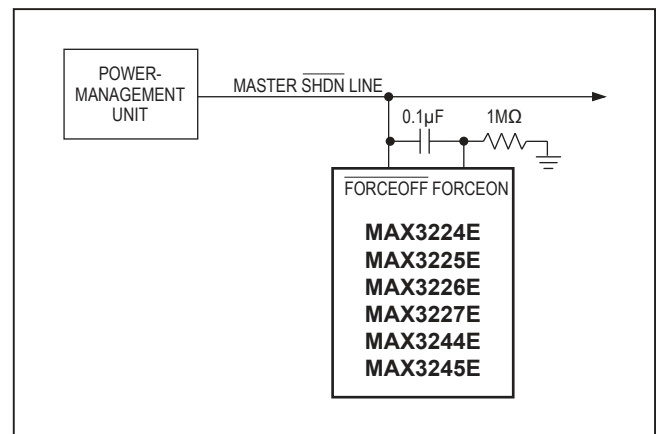 POWER-
MANAGEMENT
UNIT
MASTER SHDN LINE
0.1µF 1MΩ
FORCEOFF FORCEON
MAX3224E
MAX3225E
MAX3226E
MAX3227E
MAX3244E
MAX3245E